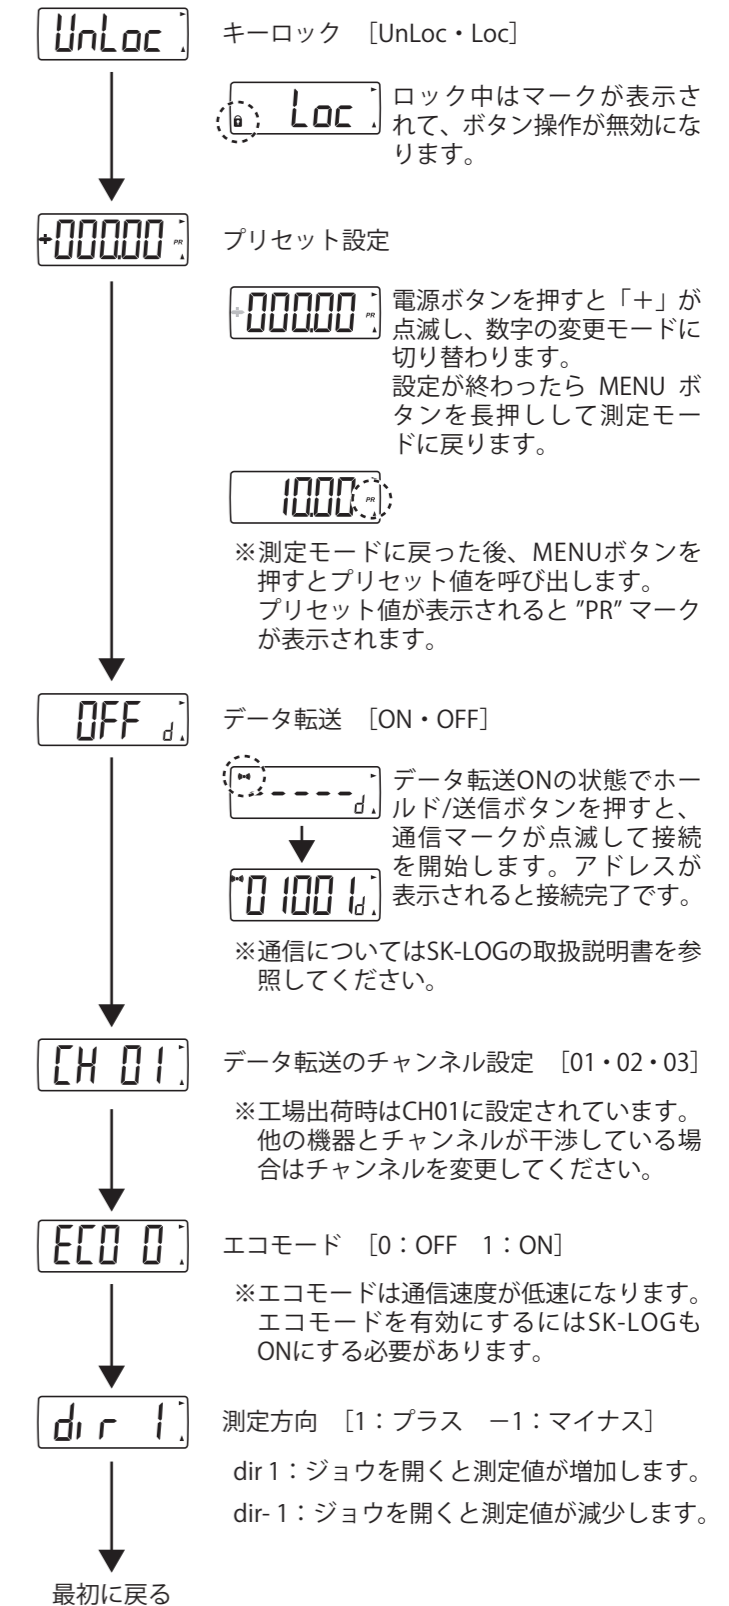 UnLoc
キーロック ［UnLoc・Loc］
Loc
ロック中はマークが表示さ
れて、ボタン操作が無効にな
ります。
+000.00 PR
プリセット設定
+000.00 PR
電源ボタンを押すと「＋」が
点滅し、数字の変更モードに
切り替わります。
設定が終わったら MENU ボ
タンを長押しして測定モー
ドに戻ります。
10.00 PR
※測定モードに戻った後、MENUボタンを
押すとプリセット値を呼び出します。
プリセット値が表示されると ”PR” マーク
が表示されます。
OFF d
データ転送 ［ON・OFF］
----- d
データ転送ONの状態でホー
ルド/送信ボタンを押すと、
通信マークが点滅して接続
を開始します。アドレスが
表示されると接続完了です。
01001d
※通信についてはSK-LOGの取扱説明書を参
照してください。
CH 01
データ転送のチャンネル設定 ［01・02・03］
※工場出荷時はCH01に設定されています。
他の機器とチャンネルが干渉している場
合はチャンネルを変更してください。
ECO 0
エコモード ［0：OFF 1：ON］
※エコモードは通信速度が低速になります。
エコモードを有効にするにはSK-LOGも
ONにする必要があります。
dir 1
測定方向 ［1：プラス －1：マイナス］
dir 1：ジョウを開くと測定値が増加します。
dir- 1：ジョウを開くと測定値が減少します。
最初に戻る